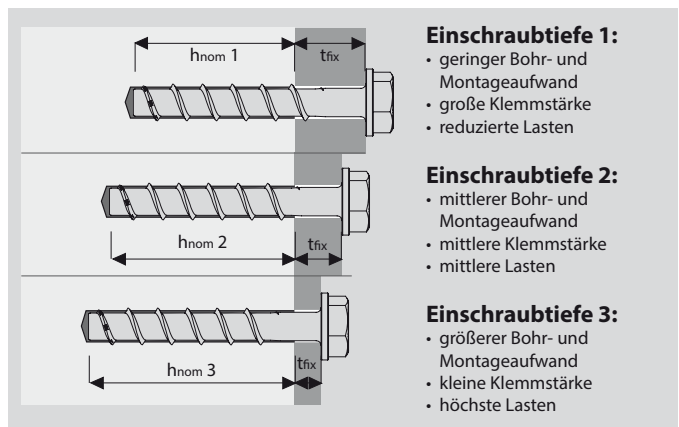 hnom 1
tfix
Einschraubtiefe 1:
• geringer Bohr- und
Montageaufwand
• große Klemmstärke
• reduzierte Lasten
hnom 2
tfix
Einschraubtiefe 2:
• mittlerer Bohr- und
Montageaufwand
• mittlere Klemmstärke
• mittlere Lasten
hnom 3
tfix
Einschraubtiefe 3:
• größerer Bohr- und
Montageaufwand
• kleine Klemmstärke
• höchste Lasten